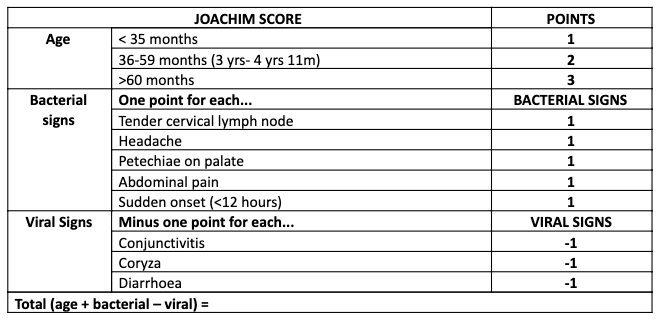 JOACHIM SCORE POINTS
Age < 35 months 1
36-59 months (3 yrs- 4 yrs 11m) 2
>60 months 3
Bacterial signs One point for each... BACTERIAL SIGNS
Tender cervical lymph node 1
Headache 1
Petechiae on palate 1
Abdominal pain 1
Sudden onset (<12 hours) 1
Viral Signs Minus one point for each... VIRAL SIGNS
Conjunctivitis -1
Coryza -1
Diarrhoea -1
Total (age + bacterial – viral) =